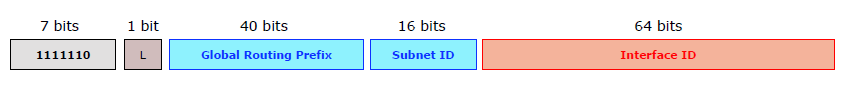 7 bits 1 bit 40 bits 16 bits 64 bits
1111110 L Global Routing Prefix Subnet ID Interface ID